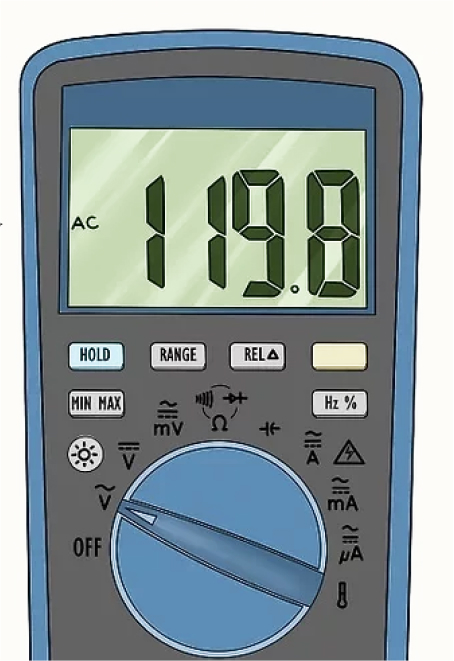 AC 119.8
HOLD RANGE REL△
MIN MAX Hz %
mV Ω
V A
V mA
OFF μA